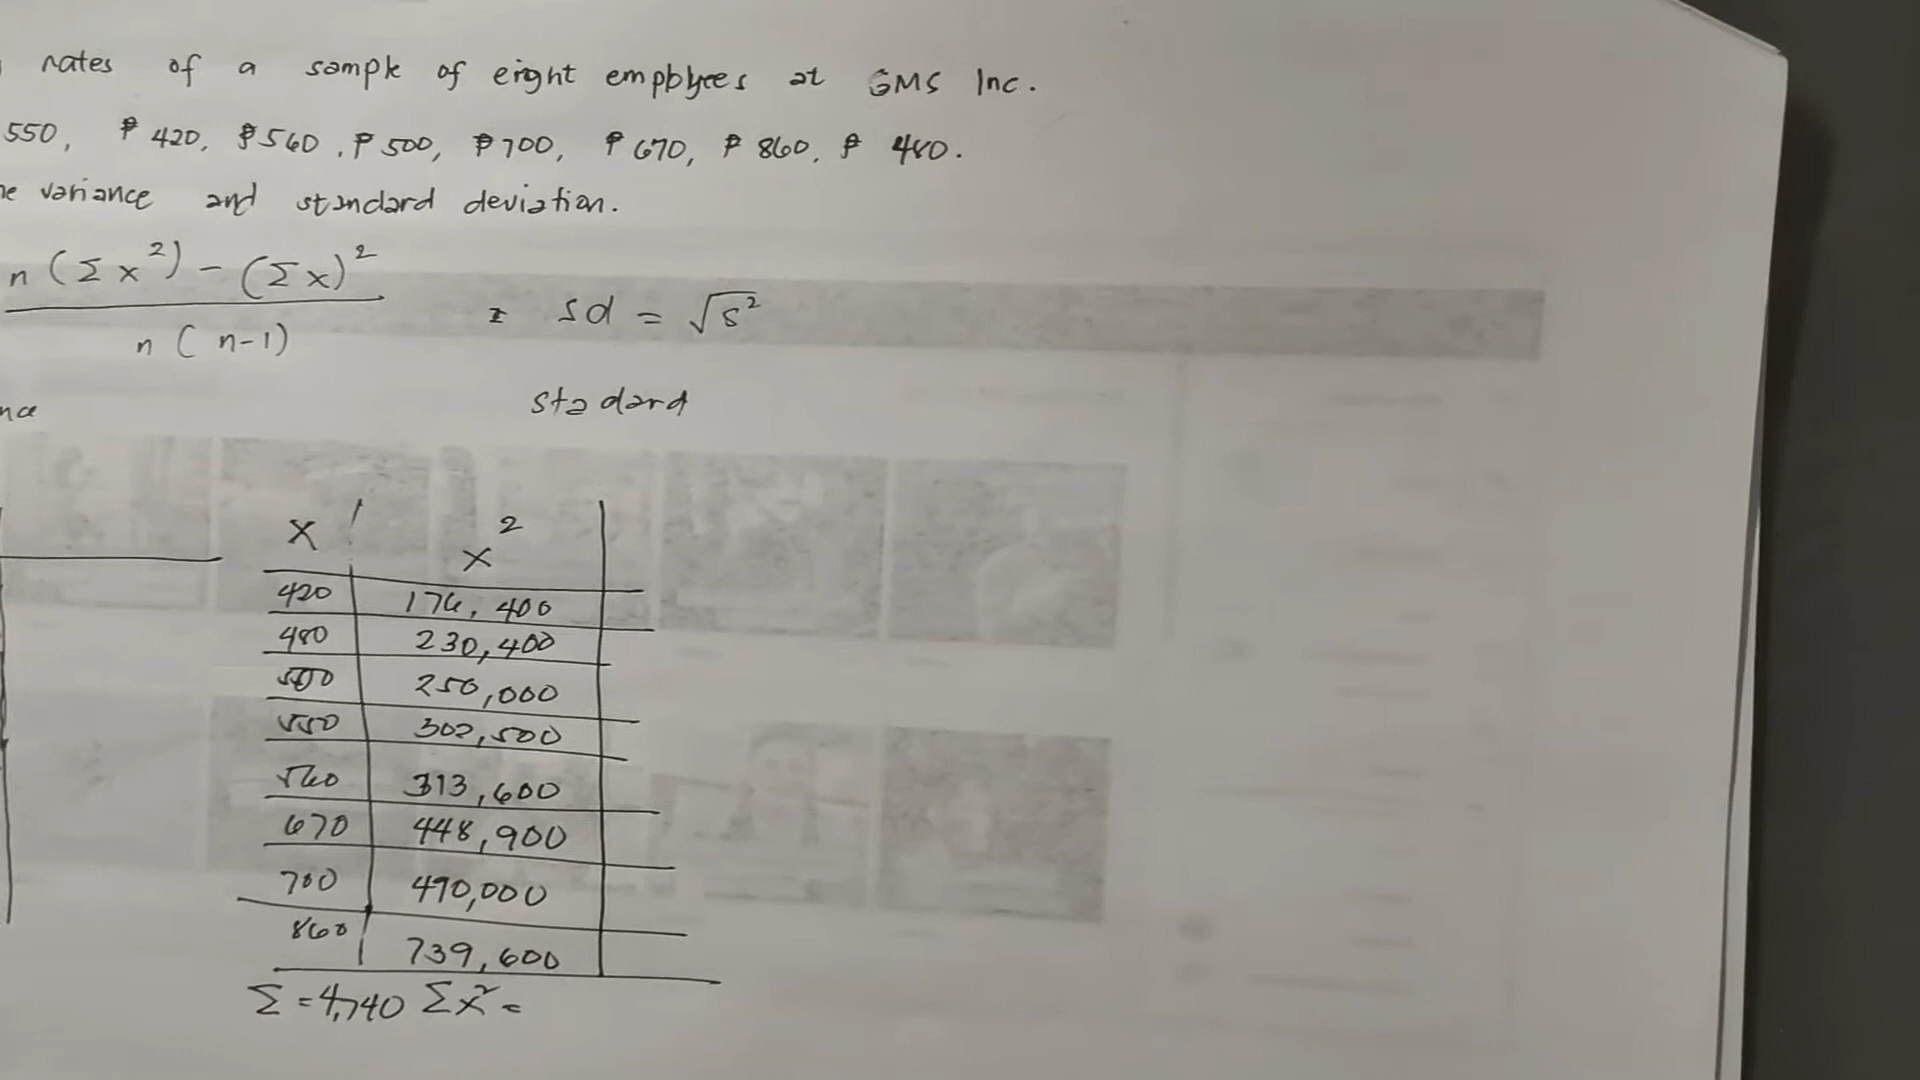 rates of a sample of eight employees at GMS Inc.
550, ₱ 420, ₱ 560, ₱ 500, ₱ 700, ₱ 670, ₱ 860, ₱ 480.
variance and standard deviation.
n (Σx²) - (Σx)²
n ( n-1)
sd = √s²
stadard
x x²
420 176,400
480 230,400
500 250,000
550 302,500
560 313,600
670 448,900
700 490,000
860 739,600
Σ = 4,740 Σx² =